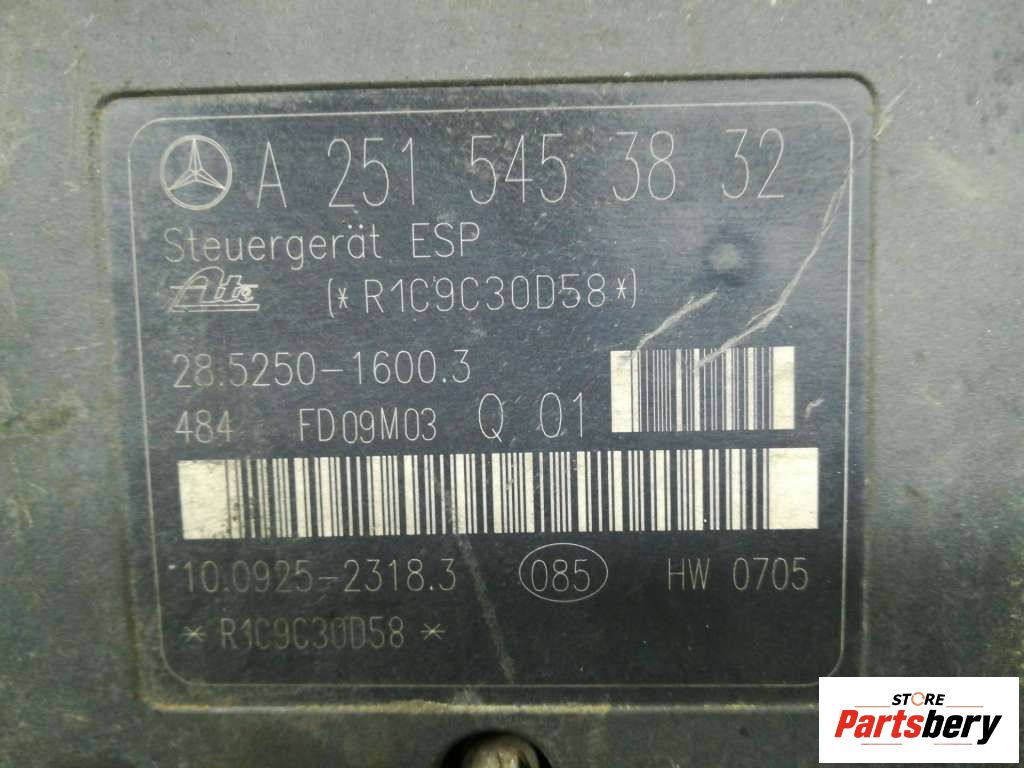 A 251 545 38 32
Steuergerät ESP
Ate (*R1C9C30D58*)
28.5250-1600.3
484 FD09M03 Q 01
10.0925-2318.3 085 HW 0705
*R1C9C30D58*
STORE
Partsbery